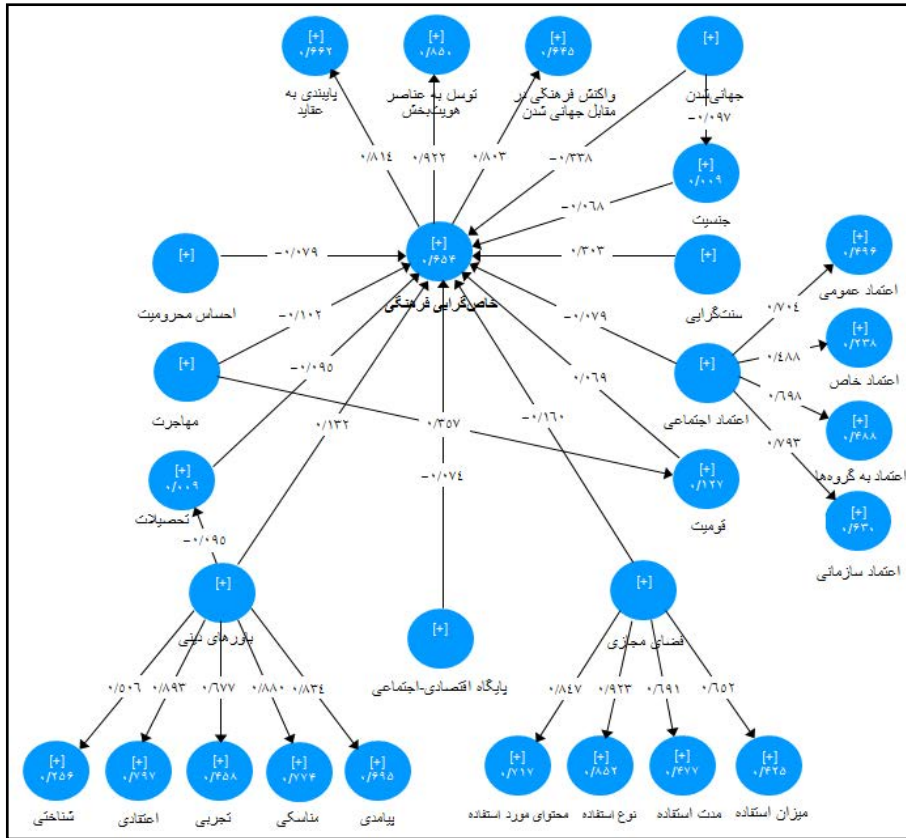 [+]
۰/۶۶۲
پایبندی به
عقاید
[+]
۰/۸۵۰
توسل به عناصر
هویت‌بخش
[+]
۰/۶۴۵
واکنش فرهنگی در
مقابل جهانی شدن
[+]
جهانی‌شدن
-۰/۰۹۷
۰/۸۱۴
۰/۹۲۲
۰/۸۰۳
-۰/۳۳۸
[+]
۰/۰۰۹
جنسیت
-۰/۰۶۸
[+]
احساس محرومیت
-۰/۰۷۹
[+]
۰/۶۵۴
خاص‌گرایی فرهنگی
۰/۳۰۳
[+]
سنت‌گرایی
[+]
۰/۴۹۶
اعتماد عمومی
۰/۷۰۴
[+]
مهاجرت
-۰/۱۰۲
-۰/۰۷۹
[+]
اعتماد اجتماعی
۰/۴۸۸
[+]
۰/۲۳۸
اعتماد خاص
۰/۶۹۸
[+]
۰/۴۸۸
اعتماد به گروه‌ها
۰/۷۹۳
[+]
۰/۶۳۰
اعتماد سازمانی
-۰/۰۹۵
۰/۰۶۹
۰/۱۳۲
۰/۳۵۷
-۰/۱۶۰
-۰/۰۷۴
[+]
۰/۰۰۹
تحصیلات
[+]
۰/۱۲۷
قومیت
-۰/۰۹۵
[+]
باورهای دینی
[+]
پایگاه اقتصادی-اجتماعی
[+]
فضای مجازی
۰/۵۰۶
۰/۸۹۳
۰/۶۷۷
۰/۸۸۰
۰/۸۳۴
۰/۸۴۷
۰/۹۲۳
۰/۶۹۱
۰/۶۵۲
[+]
۰/۲۵۶
شناختی
[+]
۰/۷۹۷
اعتقادی
[+]
۰/۴۵۸
تجربی
[+]
۰/۷۷۴
مناسکی
[+]
۰/۶۹۵
پیامدی
[+]
۰/۷۱۷
محتوای مورد استفاده
[+]
۰/۸۵۲
نوع استفاده
[+]
۰/۴۷۷
مدت استفاده
[+]
۰/۴۲۵
میزان استفاده